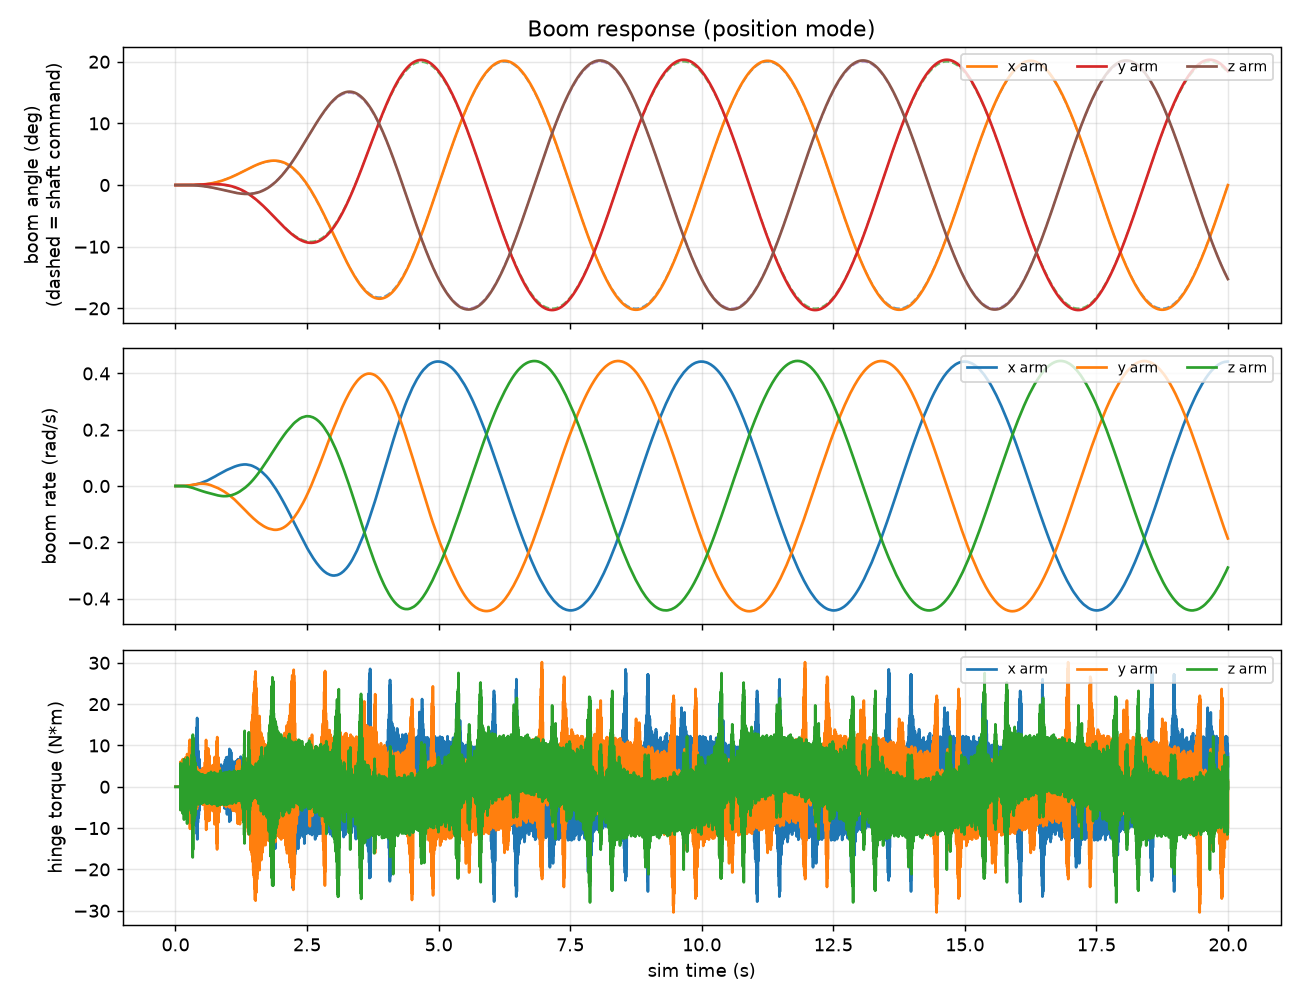 Boom response (position mode)
boom angle (deg)
(dashed = shaft command)
20
10
0
−10
−20
x arm y arm z arm
boom rate (rad/s)
0.4
0.2
0.0
−0.2
−0.4
x arm y arm z arm
hinge torque (N*m)
30
20
10
0
−10
−20
−30
x arm y arm z arm
0.0 2.5 5.0 7.5 10.0 12.5 15.0 17.5 20.0
sim time (s)